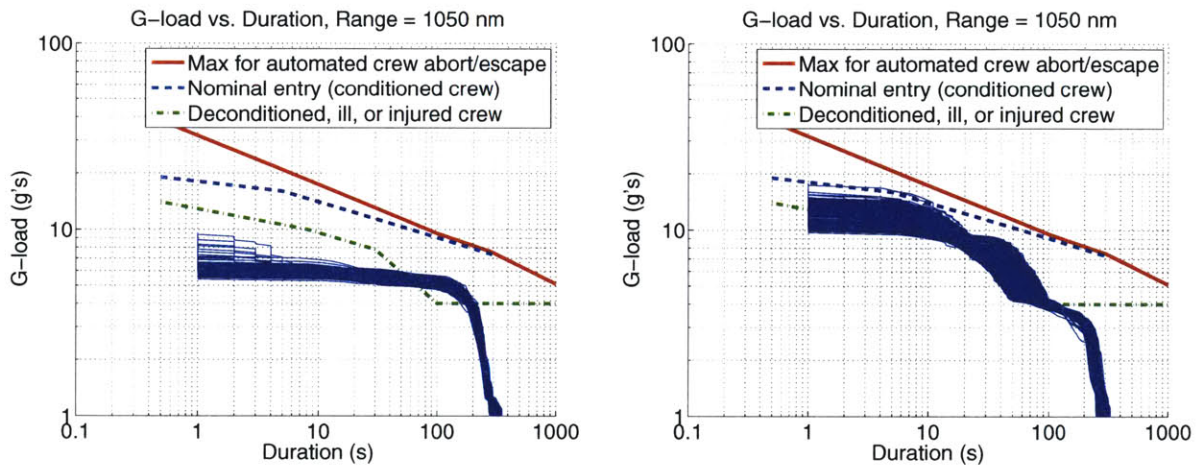 G-load vs. Duration, Range = 1050 nm
100
10
1
G-load (g's)
Max for automated crew abort/escape
Nominal entry (conditioned crew)
Deconditioned, ill, or injured crew
0.1
1
10
100
1000
Duration (s)
G-load vs. Duration, Range = 1050 nm
100
10
1
G-load (g's)
Max for automated crew abort/escape
Nominal entry (conditioned crew)
Deconditioned, ill, or injured crew
0.1
1
10
100
1000
Duration (s)